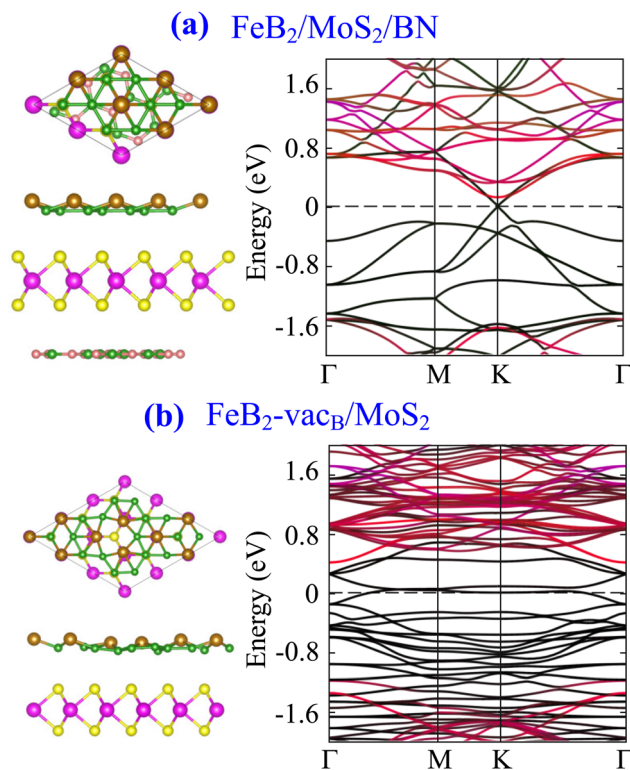 (a) FeB₂/MoS₂/BN
Energy (eV)
1.6
0.8
0
-0.8
-1.6
Γ M K Γ
(b) FeB₂-vac_B/MoS₂
Energy (eV)
1.6
0.8
0
-0.8
-1.6
Γ M K Γ